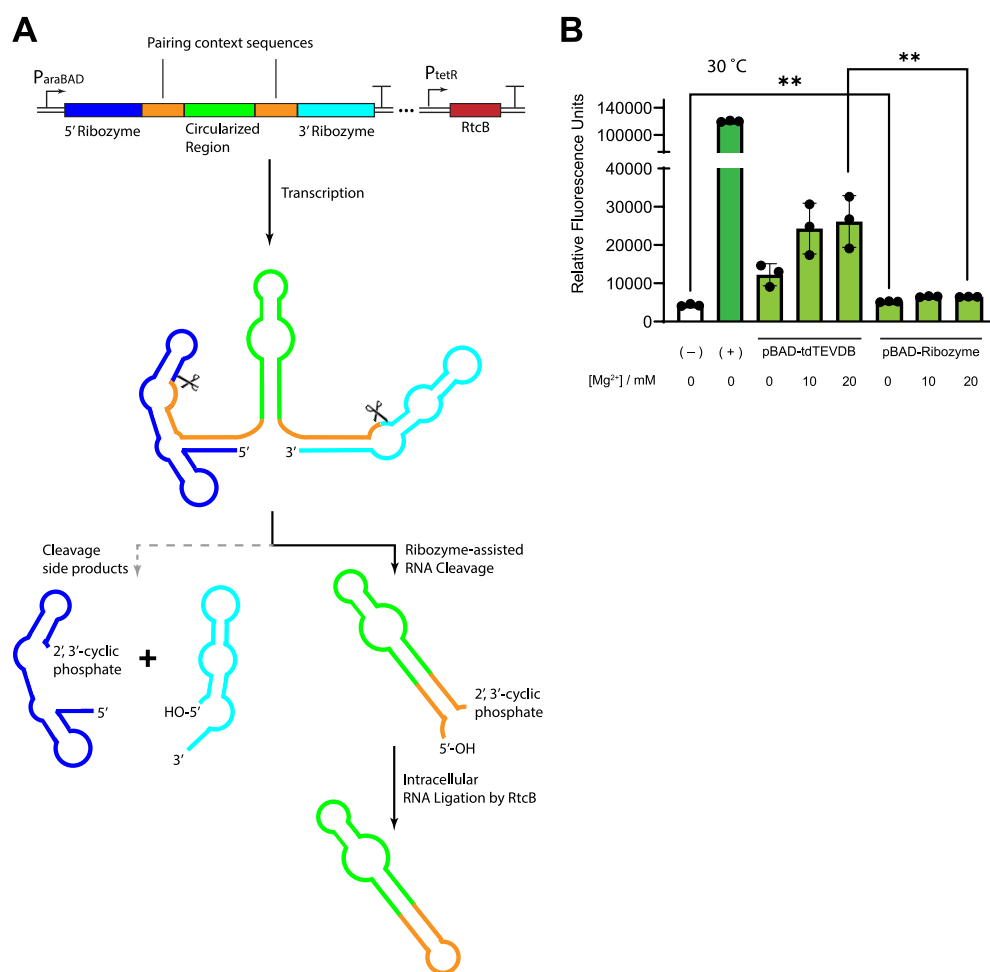 A
Pairing context sequences
ParaBAD
PtetR
5′ Ribozyme
Circularized
Region
3′ Ribozyme
RtcB
Transcription
5′
3′
Cleavage
side products
Ribozyme-assisted
RNA Cleavage
2′, 3′-cyclic
phosphate
+
5′
HO-5′
3′
2′, 3′-cyclic
phosphate
5′-OH
Intracellular
RNA Ligation by RtcB
B
30 ˚C
**
**
Relative Fluorescence Units
140000
100000
40000
30000
20000
10000
0
(–)
(+)
pBAD-tdTEVDB
pBAD-Ribozyme
[Mg²⁺] / mM
0 0 0 10 20 0 10 20